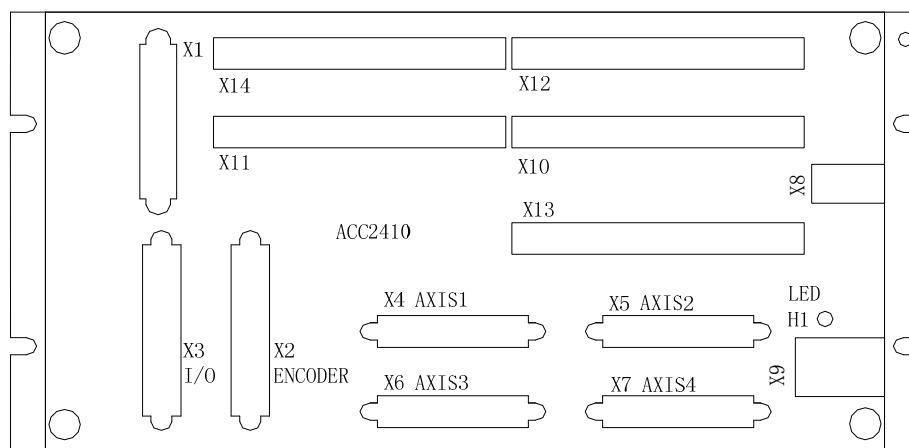 X1
X14
X12
X11
X10
X8
X13
ACC2410
X4 AXIS1
X5 AXIS2
LED
H1
X3
I/O
X2
ENCODER
X9
X6 AXIS3
X7 AXIS4